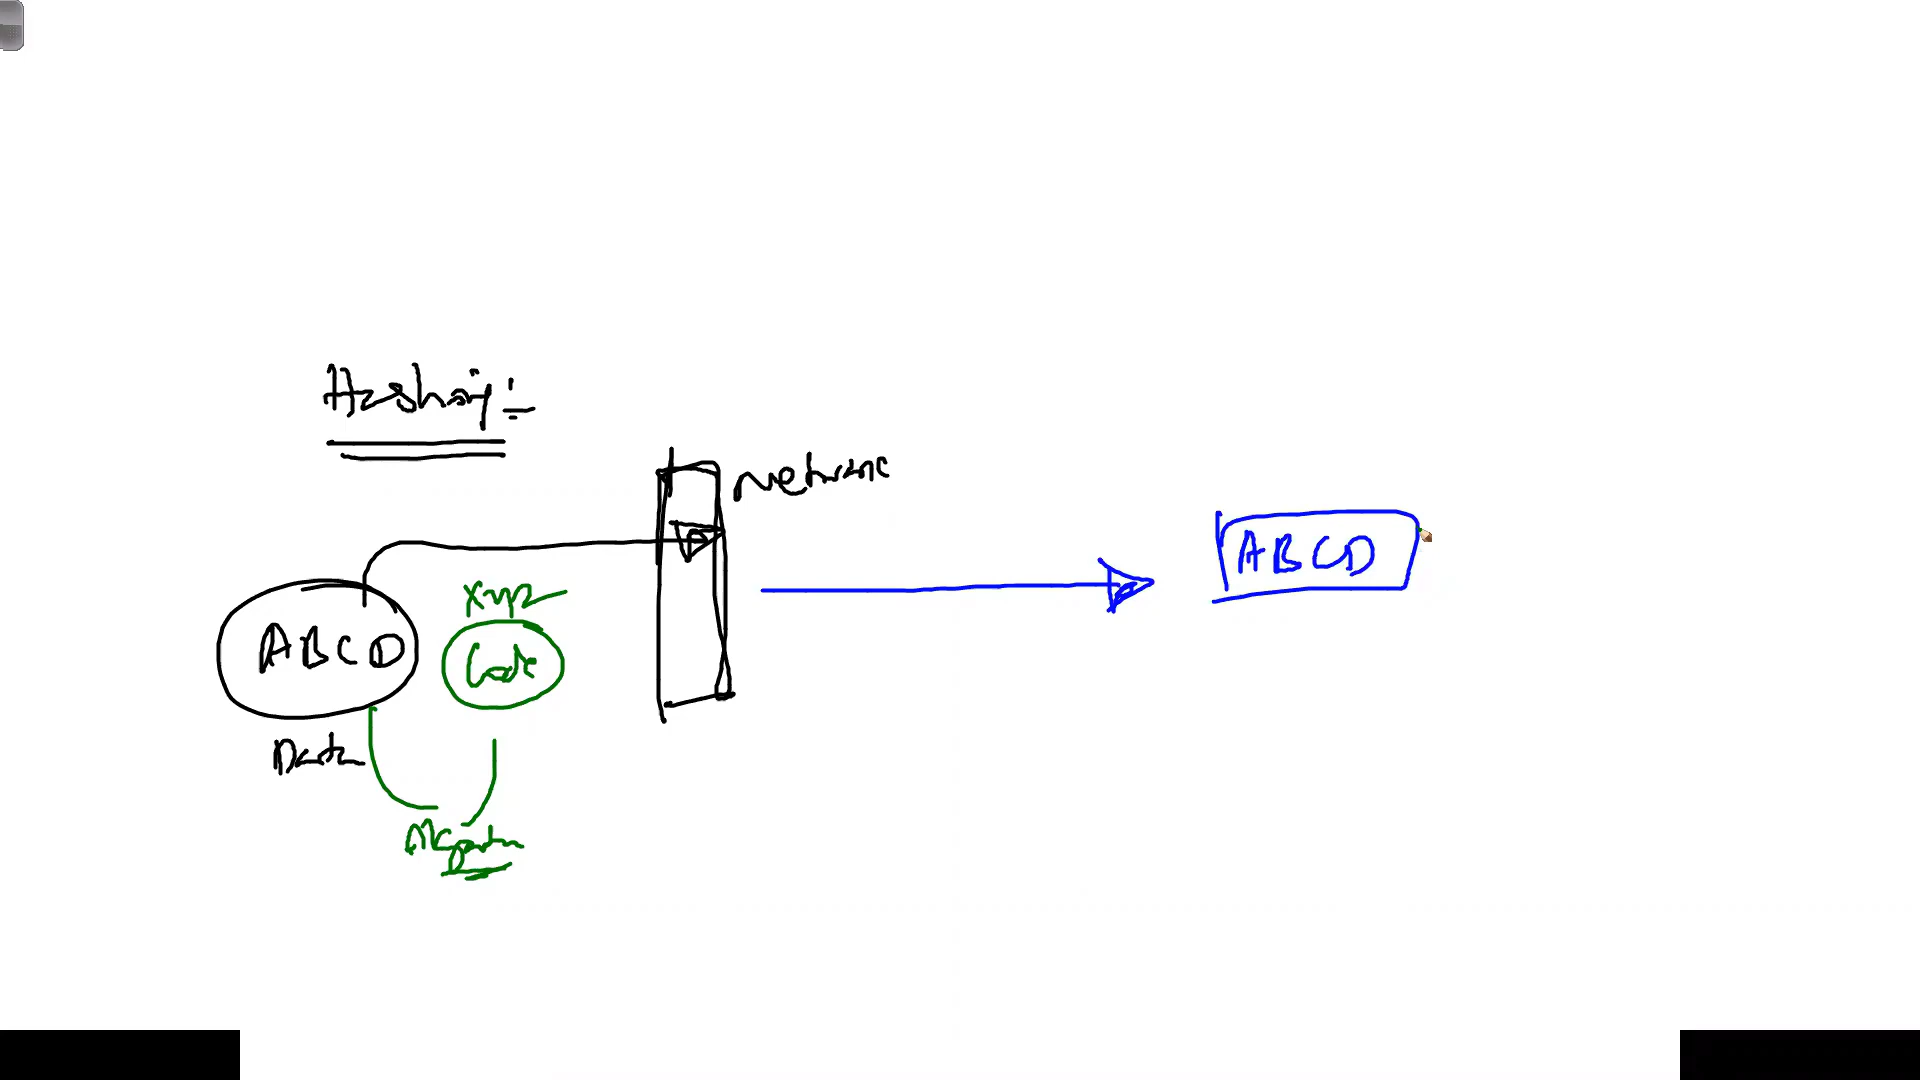 Hashing :-
Network
ABCD
xyz
Code
ABCD
Data
Algorithm